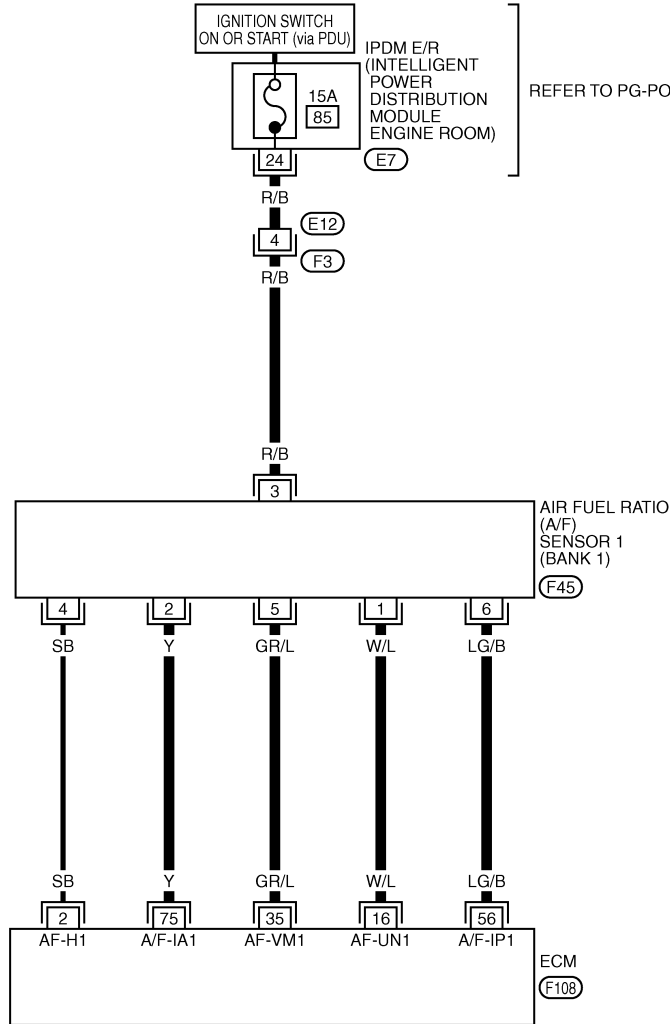 IGNITION SWITCH
ON OR START (via PDU)
IPDM E/R
(INTELLIGENT
POWER
DISTRIBUTION
MODULE
ENGINE ROOM)
REFER TO PG-PO
15A
85
24
E7
R/B
E12
4
F3
R/B
R/B
3
AIR FUEL RATIO
(A/F)
SENSOR 1
(BANK 1)
F45
4 2 5 1 6
SB Y GR/L W/L LG/B
SB Y GR/L W/L LG/B
2 75 35 16 56
AF-H1 A/F-IA1 AF-VM1 AF-UN1 A/F-IP1
ECM
F108